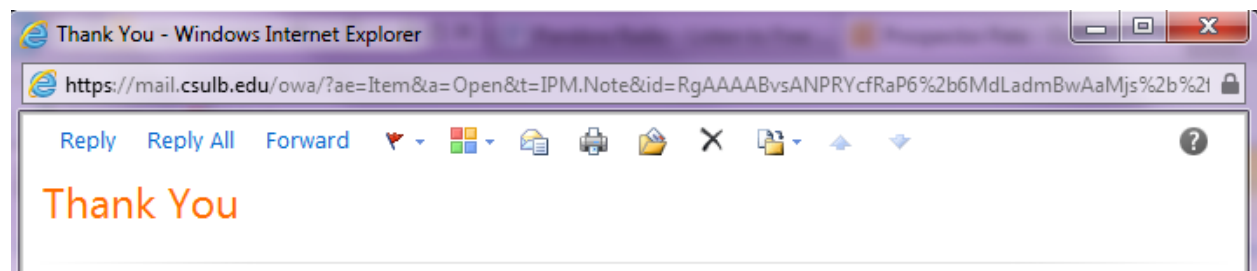 Thank You - Windows Internet Explorer
https://mail.csulb.edu/owa/?ae=Item&a=Open&t=IPM.Note&id=RgAAAABvsANPRYcfRaP6%2b6MdLadmBwAaMjs%2b%2f
Reply Reply All Forward
Thank You